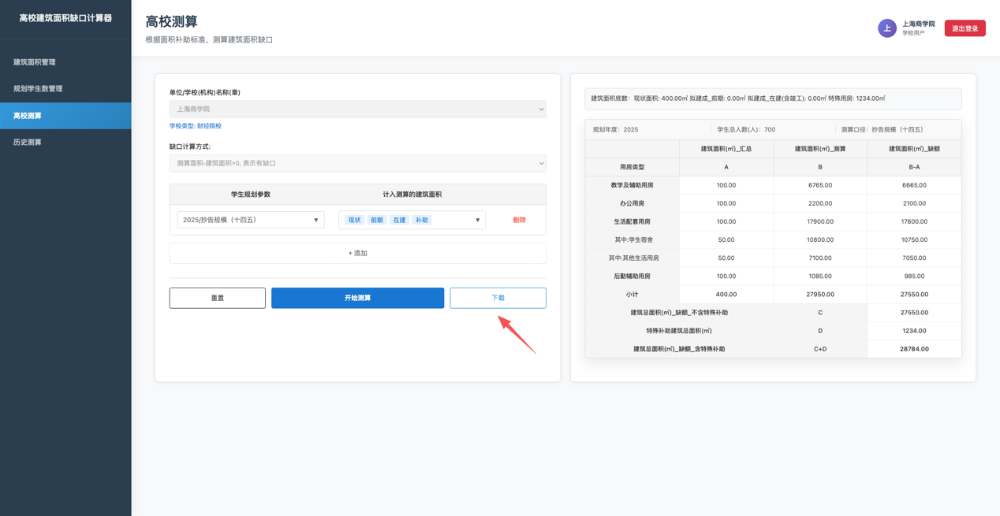 高校建筑面积缺口计算器
建筑面积管理
规划学生数管理
高校测算
历史测算
高校测算
根据面积补助标准，测算建筑面积缺口
上
上海商学院
学校用户
退出登录
单位/学校(机构)名称(章)
上海商学院
学校类型: 财经院校
缺口计算方式:
测算面积-建筑面积>0, 表示有缺口
学生规划参数 计入测算的建筑面积
2025/抄告规模（十四五） ▼ 现状 前期 在建 补助 ▼ 删除
+ 添加
重置 开始测算 下载
建筑面积底数：现状面积: 400.00㎡ 拟建成_前期: 0.00㎡ 拟建成_在建(含竣工): 0.00㎡ 特殊用房: 1234.00㎡
规划年度：2025 学生总人数(人)：700 测算口径：抄告规模（十四五）
建筑面积(㎡)_汇总 建筑面积(㎡)_测算 建筑面积(㎡)_缺额
用房类型 A B B-A
教学及辅助用房 100.00 6765.00 6665.00
办公用房 100.00 2200.00 2100.00
生活配套用房 100.00 17900.00 17800.00
其中:学生宿舍 50.00 10800.00 10750.00
其中:其他生活用房 50.00 7100.00 7050.00
后勤辅助用房 100.00 1085.00 985.00
小计 400.00 27950.00 27550.00
建筑总面积(㎡)_缺额_不含特殊补助 C 27550.00
特殊补助建筑总面积(㎡) D 1234.00
建筑总面积(㎡)_缺额_含特殊补助 C+D 28784.00